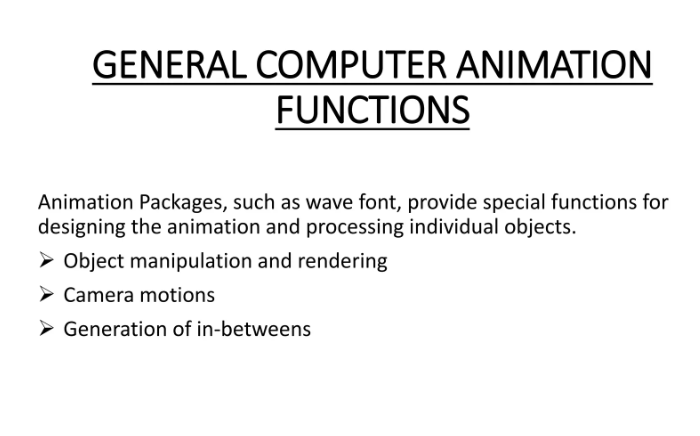 GENERAL COMPUTER ANIMATION
FUNCTIONS
Animation Packages, such as wave font, provide special functions for
designing the animation and processing individual objects.
➢ Object manipulation and rendering
➢ Camera motions
➢ Generation of in-betweens